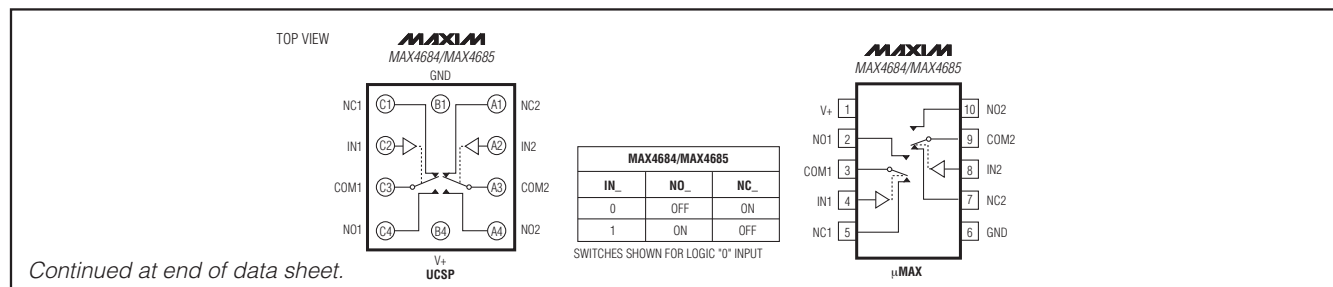 TOP VIEW
MAXIM
MAX4684/MAX4685
GND
NC1 C1 B1 A1 NC2
IN1 C2 A2 IN2
COM1 C3 A3 COM2
NO1 C4 B4 A4 NO2
V+
UCSP
MAX4684/MAX4685
IN_ NO_ NC_
0 OFF ON
1 ON OFF
SWITCHES SHOWN FOR LOGIC "0" INPUT
MAXIM
MAX4684/MAX4685
V+ 1 10 NO2
NO1 2 9 COM2
COM1 3 8 IN2
IN1 4 7 NC2
NC1 5 6 GND
μMAX
Continued at end of data sheet.